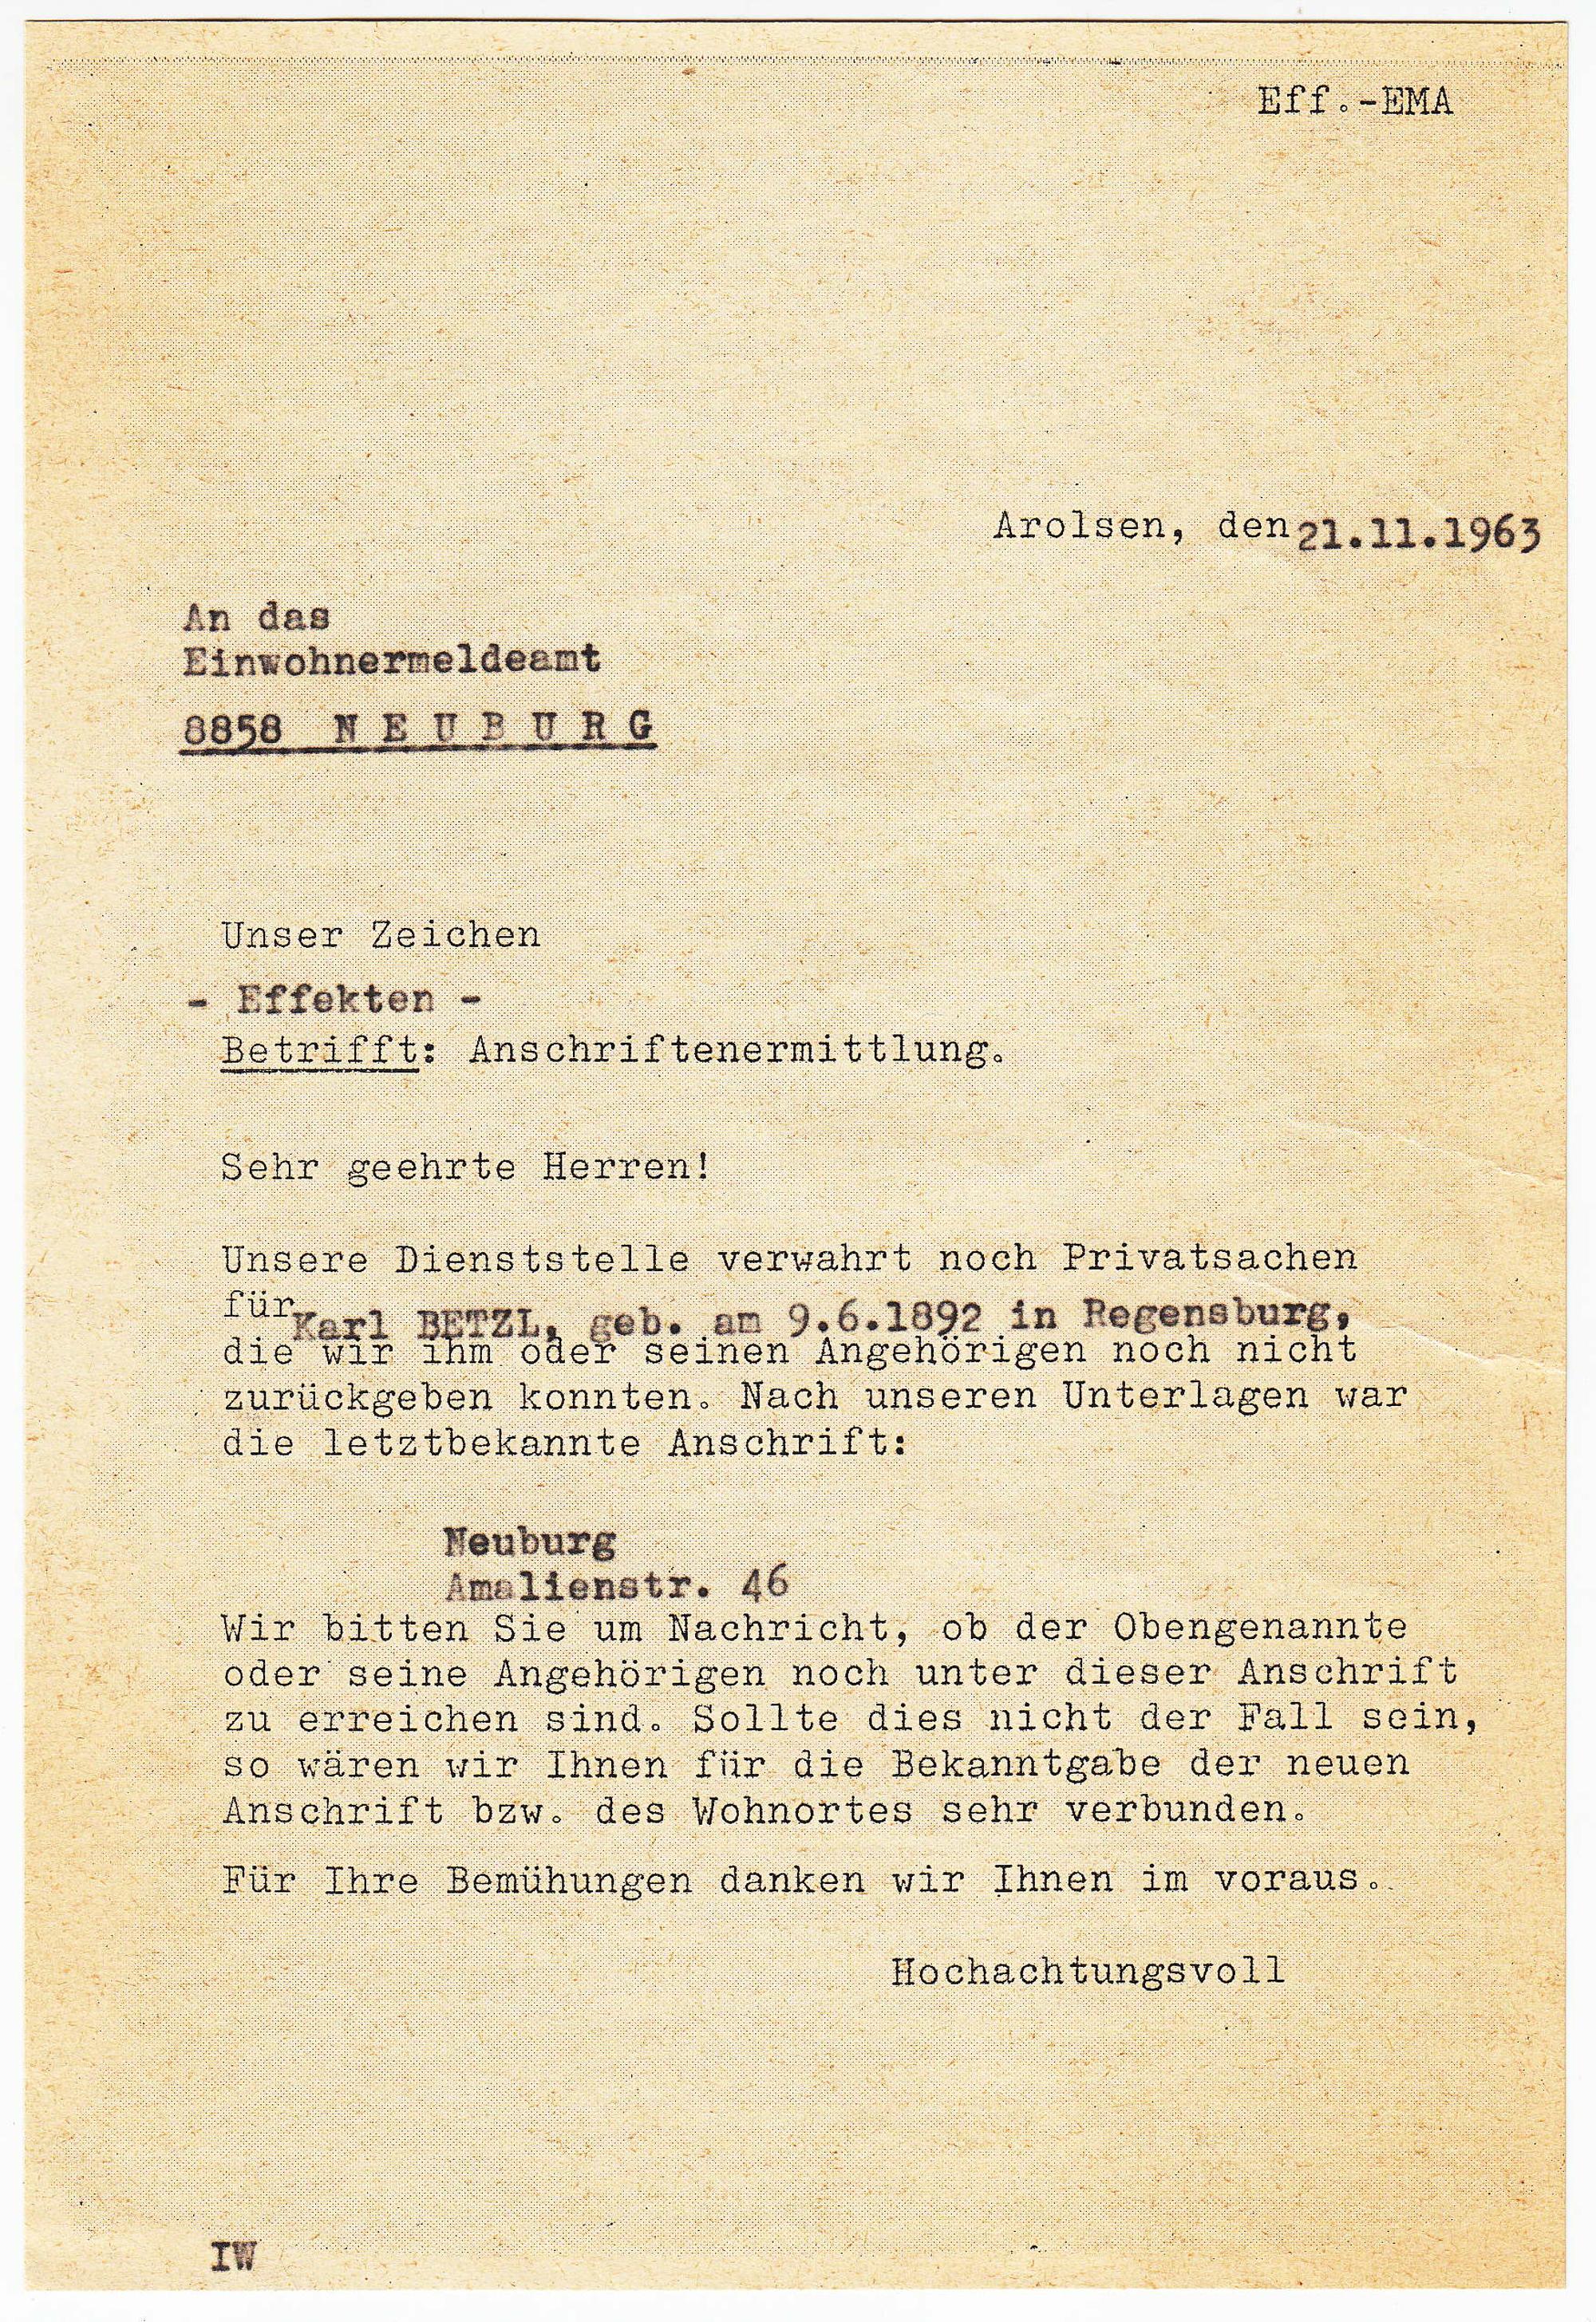 Eff.-EMA
Arolsen, den 21.11.1963
An das
Einwohnermeldeamt
8858 N E U B U R G
Unser Zeichen
- Effekten -
Betrifft: Anschriftenermittlung.
Sehr geehrte Herren!
Unsere Dienststelle verwahrt noch Privatsachen
für Karl BETZL, geb. am 9.6.1892 in Regensburg,
die wir ihm oder seinen Angehörigen noch nicht
zurückgeben konnten. Nach unseren Unterlagen war
die letztbekannte Anschrift:
Neuburg
Amalienstr. 46
Wir bitten Sie um Nachricht, ob der Obengenannte
oder seine Angehörigen noch unter dieser Anschrift
zu erreichen sind. Sollte dies nicht der Fall sein,
so wären wir Ihnen für die Bekanntgabe der neuen
Anschrift bzw. des Wohnortes sehr verbunden.
Für Ihre Bemühungen danken wir Ihnen im voraus.
Hochachtungsvoll
IW